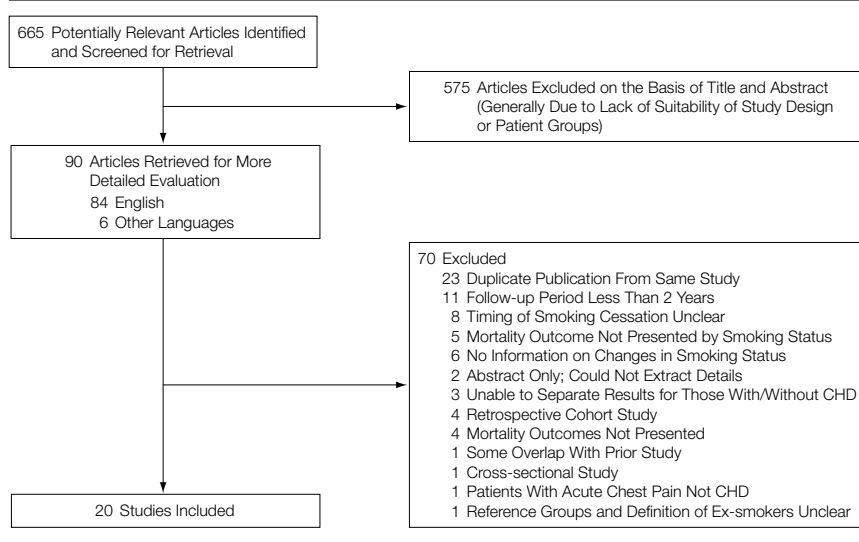 665 Potentially Relevant Articles Identified
and Screened for Retrieval
575 Articles Excluded on the Basis of Title and Abstract
(Generally Due to Lack of Suitability of Study Design
or Patient Groups)
90 Articles Retrieved for More
Detailed Evaluation
84 English
6 Other Languages
70 Excluded
23 Duplicate Publication From Same Study
11 Follow-up Period Less Than 2 Years
8 Timing of Smoking Cessation Unclear
5 Mortality Outcome Not Presented by Smoking Status
6 No Information on Changes in Smoking Status
2 Abstract Only; Could Not Extract Details
3 Unable to Separate Results for Those With/Without CHD
4 Retrospective Cohort Study
4 Mortality Outcomes Not Presented
1 Some Overlap With Prior Study
1 Cross-sectional Study
1 Patients With Acute Chest Pain Not CHD
1 Reference Groups and Definition of Ex-smokers Unclear
20 Studies Included